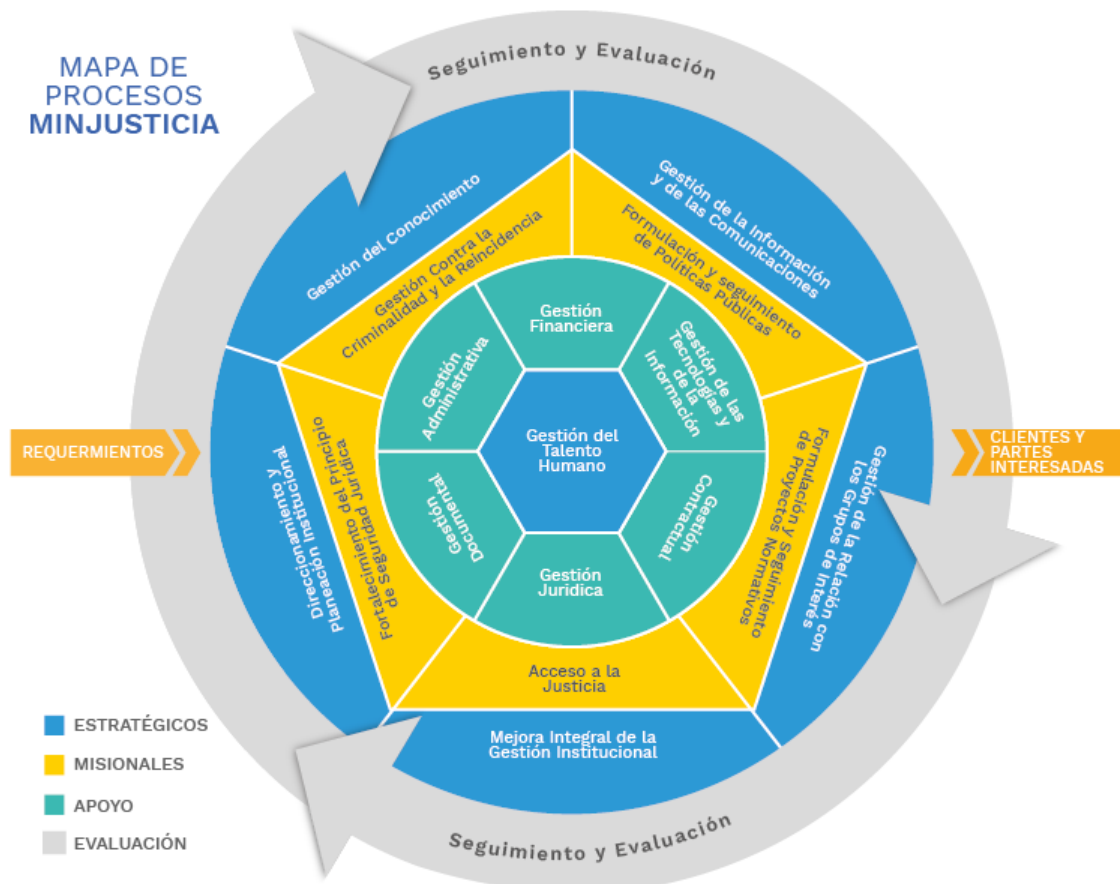 MAPA DE
PROCESOS
MINJUSTICIA
Seguimiento y Evaluación
Gestión del Conocimiento
Gestión de la Información
y de las Comunicaciones
Gestión Contra la
Criminalidad y la Reincidencia
Formulación y seguimiento
de Políticas Públicas
Gestión
Financiera
Gestión
Administrativa
Gestión de las
Tecnologías y
de la
Información
Gestión del
Talento
Humano
REQUERMIENTOS
CLIENTES Y
PARTES
INTERESADAS
Direccionamiento y
Planeación Institucional
Fortalecimiento del Principio
de Seguridad Jurídica
Gestión
Documental
Gestión
Contractual
Formulación y Seguimiento
de Proyectos Normativos
Gestión de la Relación con
los Grupos de Interés
Gestión
Juridica
Acceso a la
Justicia
Mejora Integral de la
Gestión Institucional
ESTRATÉGICOS
MISIONALES
APOYO
EVALUACIÓN
Seguimiento y Evaluación